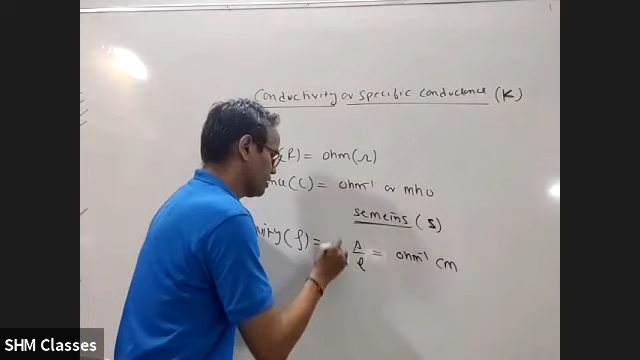 Conductivity or specific conductance (K)
(R) = ohm (Ω)
(C) = ohm⁻¹ or mho
semeins (S)
(ρ) =
ohm⁻¹ cm
SHM Classes